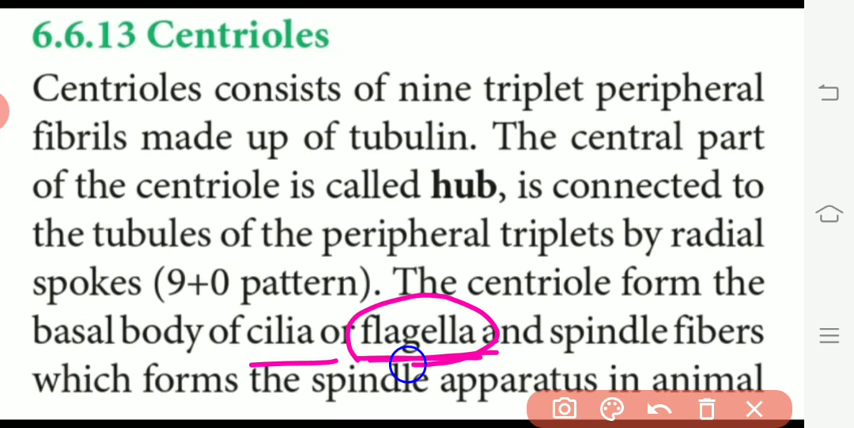 6.6.13 Centrioles
Centrioles consists of nine triplet peripheral
fibrils made up of tubulin. The central part
of the centriole is called hub, is connected to
the tubules of the peripheral triplets by radial
spokes (9+0 pattern). The centriole form the
basal body of cilia or flagella and spindle fibers
which forms the spindle apparatus in animal